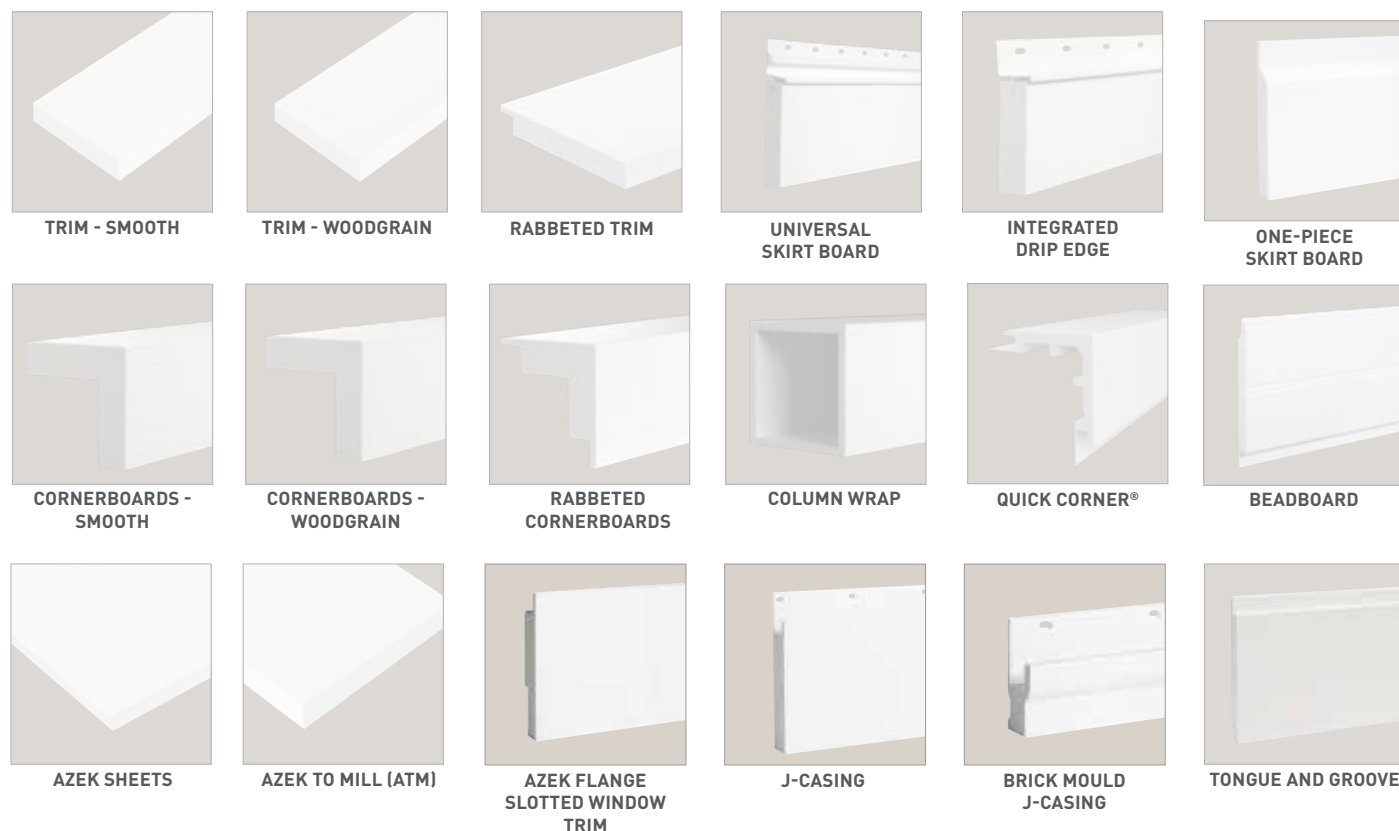 TRIM - SMOOTH
TRIM - WOODGRAIN
RABBETED TRIM
UNIVERSAL
SKIRT BOARD
INTEGRATED
DRIP EDGE
ONE-PIECE
SKIRT BOARD
CORNERBOARDS -
SMOOTH
CORNERBOARDS -
WOODGRAIN
RABBETED
CORNERBOARDS
COLUMN WRAP
QUICK CORNER®
BEADBOARD
AZEK SHEETS
AZEK TO MILL (ATM)
AZEK FLANGE
SLOTTED WINDOW
TRIM
J-CASING
BRICK MOULD
J-CASING
TONGUE AND GROOVE